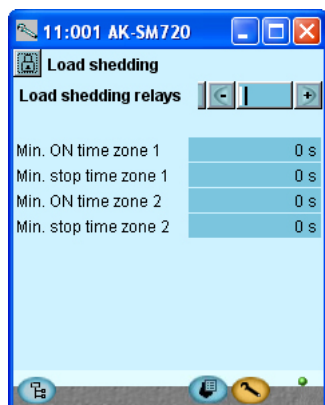 11:001 AK-SM720
Load shedding
Load shedding relays
Min. ON time zone 1 0 s
Min. stop time zone 1 0 s
Min. ON time zone 2 0 s
Min. stop time zone 2 0 s